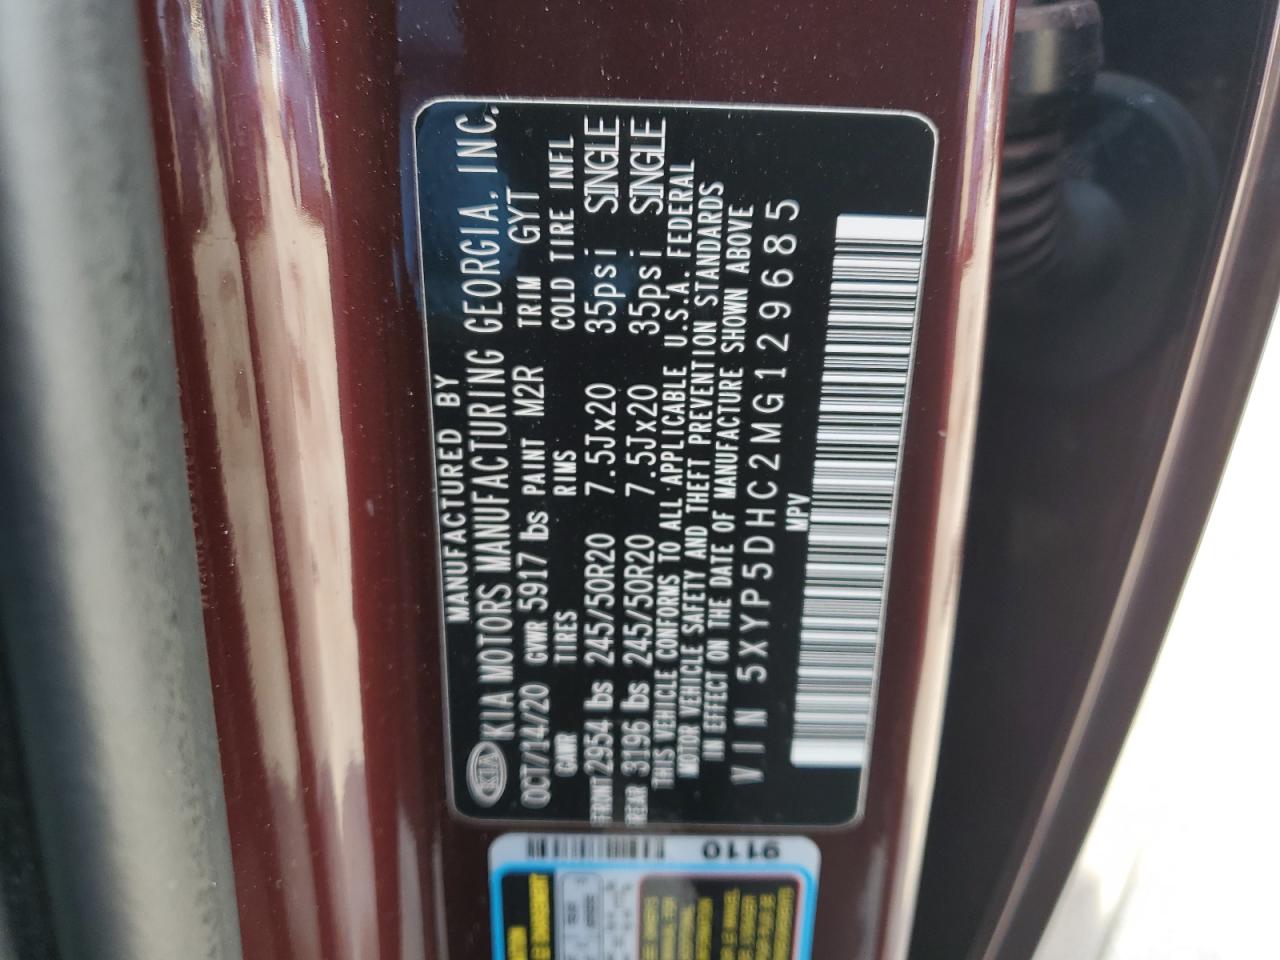 MANUFACTURED BY
KIA KIA MOTORS MANUFACTURING GEORGIA, INC.
OCT/14/20 GVWR 5917 lbs PAINT M2R TRIM GYT
GAWR TIRES RIMS COLD TIRE INFL
FRONT 2954 lbs 245/50R20 7.5Jx20 35psi SINGLE
REAR 3196 lbs 245/50R20 7.5Jx20 35psi SINGLE
THIS VEHICLE CONFORMS TO ALL APPLICABLE U.S.A. FEDERAL
MOTOR VEHICLE SAFETY AND THEFT PREVENTION STANDARDS
IN EFFECT ON THE DATE OF MANUFACTURE SHOWN ABOVE
VIN 5XYP5DHC2MG129685
MPV
9110